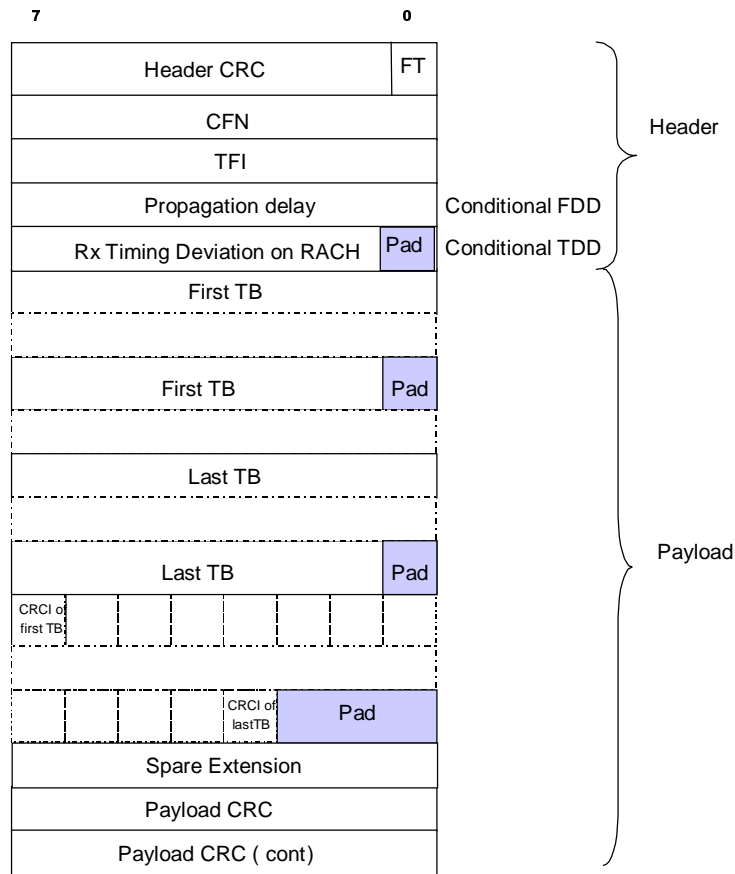 7 0
Header CRC FT
CFN
Header
TFI
Propagation delay Conditional FDD
Rx Timing Deviation on RACH Pad Conditional TDD
First TB
First TB Pad
Last TB
Payload
Last TB Pad
CRCI of
first TB
CRCI of
lastTB
Pad
Spare Extension
Payload CRC
Payload CRC ( cont)